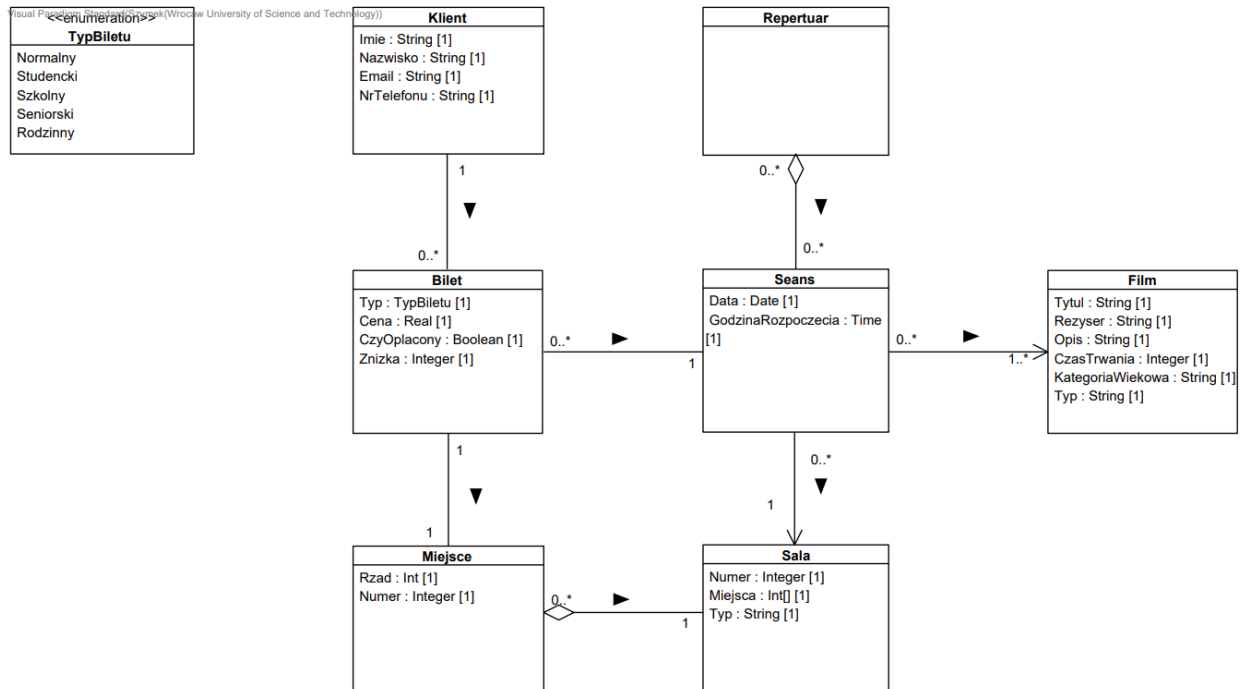 Visual Paradigm Standard(Szymek(Wrocaw University of Science and Technology))
<<enumeration>>
TypBiletu
Normalny
Studencki
Szkolny
Seniorski
Rodzinny
Klient
Imie : String [1]
Nazwisko : String [1]
Email : String [1]
NrTelefonu : String [1]
Repertuar
1
0..*
0..*
0..*
Bilet
Typ : TypBiletu [1]
Cena : Real [1]
CzyOplacony : Boolean [1]
Znizka : Integer [1]
Seans
Data : Date [1]
GodzinaRozpoczecia : Time
[1]
Film
Tytul : String [1]
Rezyser : String [1]
Opis : String [1]
CzasTrwania : Integer [1]
KategoriaWiekowa : String [1]
Typ : String [1]
0..*
1
0..*
1..*
1
1
0..*
1
Miejsce
Rzad : Int [1]
Numer : Integer [1]
Sala
Numer : Integer [1]
Miejsca : Int[] [1]
Typ : String [1]
0..*
1